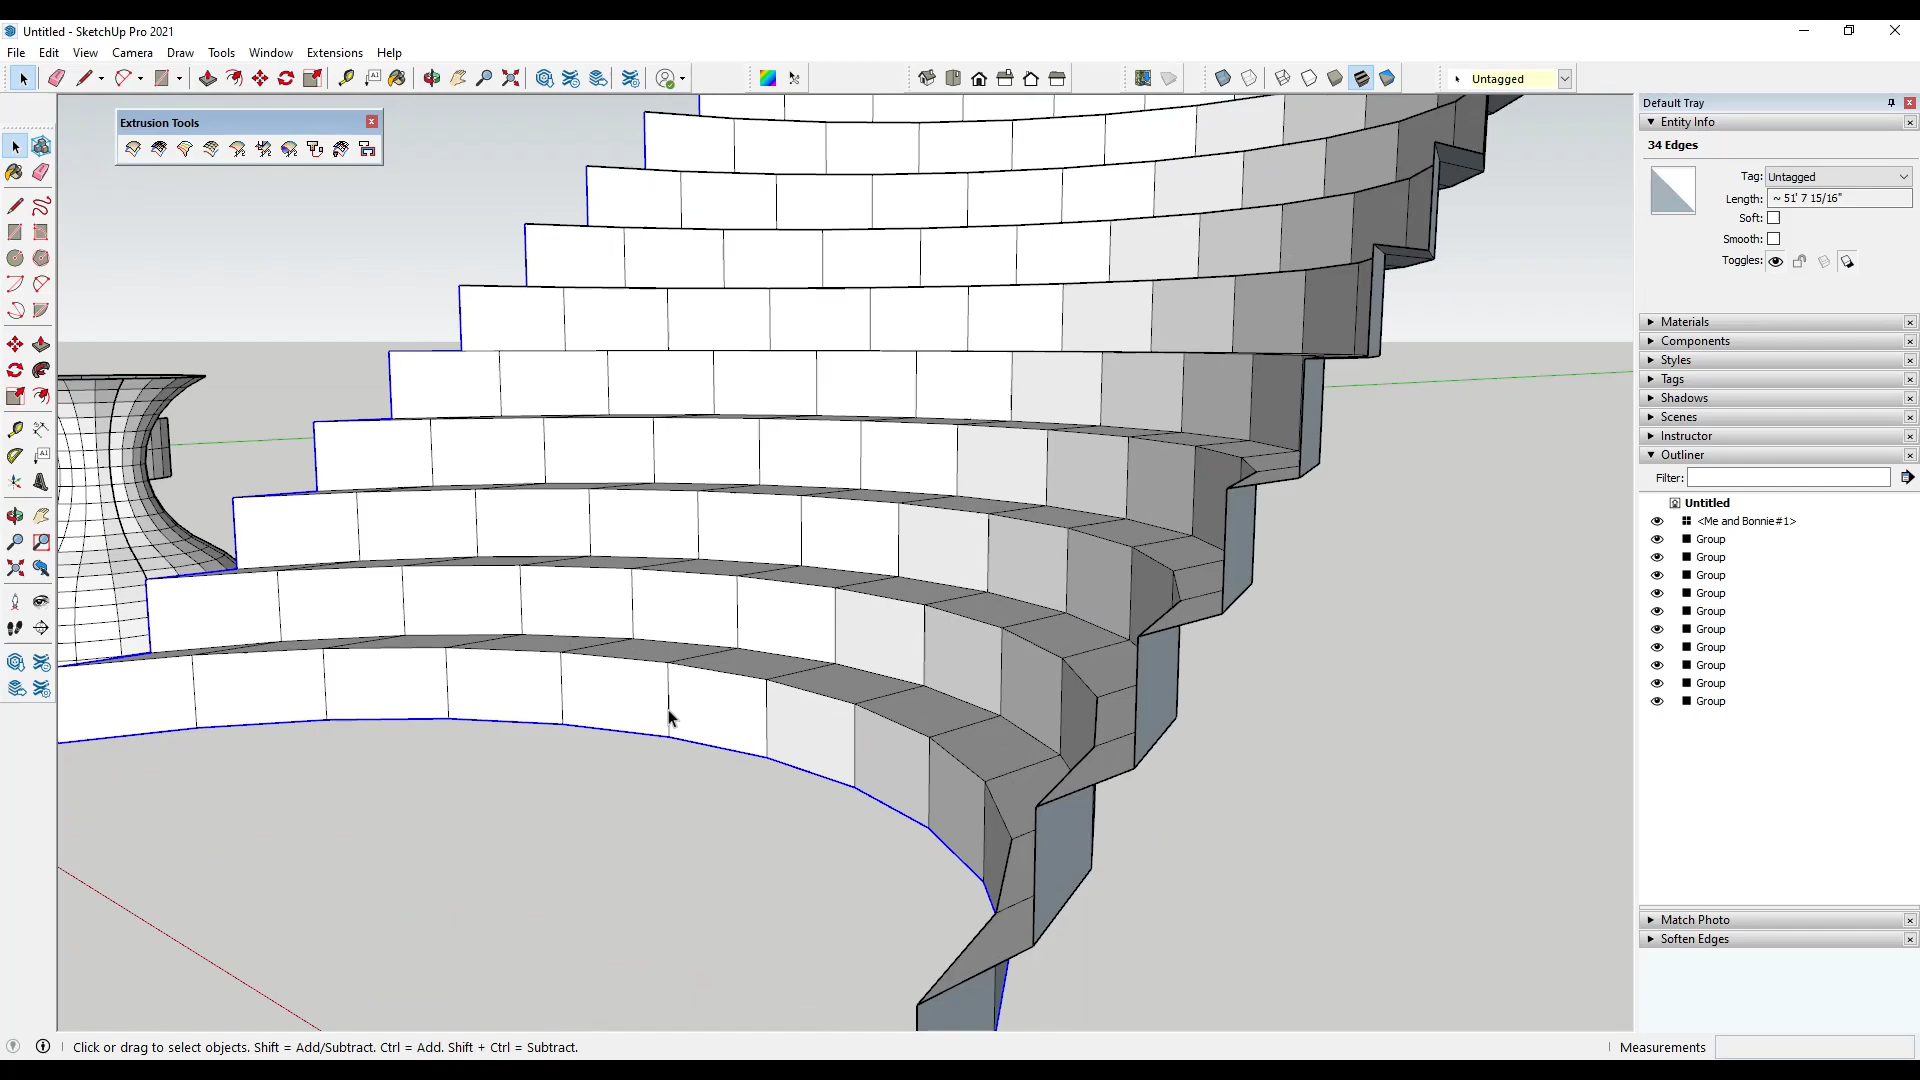 Untitled - SketchUp Pro 2021
File Edit View Camera Draw Tools Window Extensions Help
A1
Untagged
Extrusion Tools
Default Tray
Entity Info
34 Edges
Tag: Untagged
Length: ~ 51' 7 15/16"
Soft:
Smooth:
Toggles:
Materials
Components
Styles
Tags
Shadows
Scenes
Instructor
Outliner
Filter:
Untitled
<Me and Bonnie#1>
Group
Group
Group
Group
Group
Group
Group
Group
Group
Group
Match Photo
Soften Edges
A1
Click or drag to select objects. Shift = Add/Subtract. Ctrl = Add. Shift + Ctrl = Subtract.
Measurements